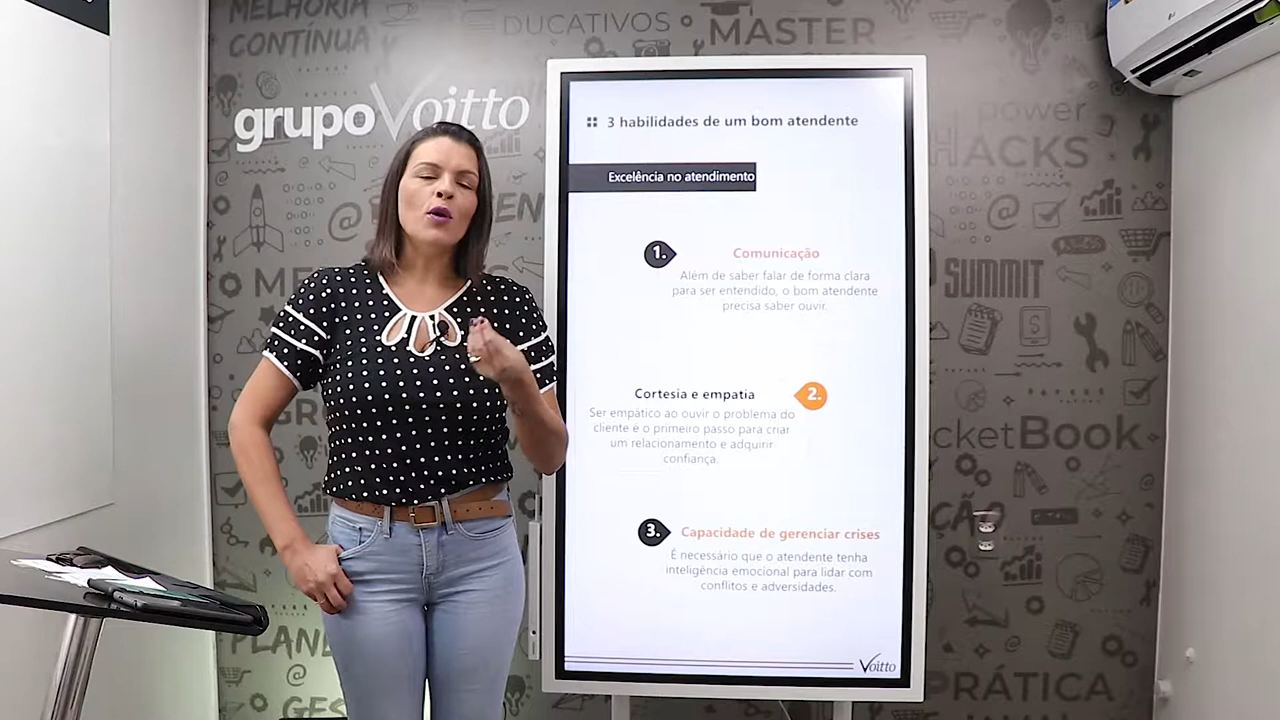 MELHORIA
CONTÍNUA
DUCATIVOS
MASTER
grupoVoitto
power
HACKS
SUMMIT
cketBook
PRÁTICA
3 habilidades de um bom atendente
Excelência no atendimento
1.
Comunicação
Além de saber falar de forma clara
para ser entendido, o bom atendente
precisa saber ouvir.
2.
Cortesia e empatia
Ser empático ao ouvir o problema do
cliente é o primeiro passo para criar
um relacionamento e adquirir
confiança.
3.
Capacidade de gerenciar crises
É necessário que o atendente tenha
inteligência emocional para lidar com
conflitos e adversidades.
Voitto